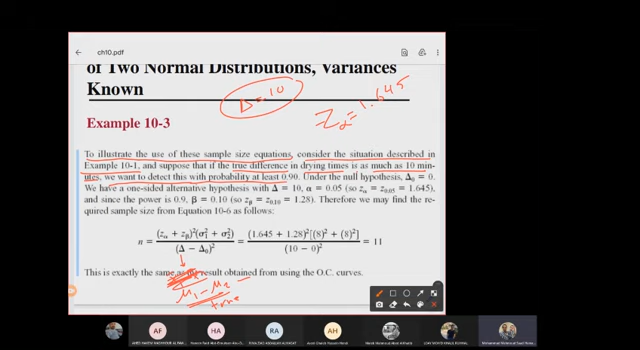 ch10.pdf
of Two Normal Distributions, Variances
Known
Δ = 10
Zα = 1.645
Example 10-3
To illustrate the use of these sample size equations, consider the situation described in
Example 10-1, and suppose that if the true difference in drying times is as much as 10 min-
utes, we want to detect this with probability at least 0.90. Under the null hypothesis, Δ0 = 0.
We have a one-sided alternative hypothesis with Δ = 10, α = 0.05 (so zα = z0.05 = 1.645),
and since the power is 0.9, β = 0.10 (so zβ = z0.10 = 1.28). Therefore we may find the re-
quired sample size from Equation 10-6 as follows:
n = (zα + zβ)²(σ1² + σ2²) / (Δ − Δ0)² = (1.645 + 1.28)²[(8)² + (8)²] / (10 − 0)² = 11
This is exactly the same as the result obtained from using the O.C. curves.
μ1 − μ2 −
true
AF
HA
RA
AH